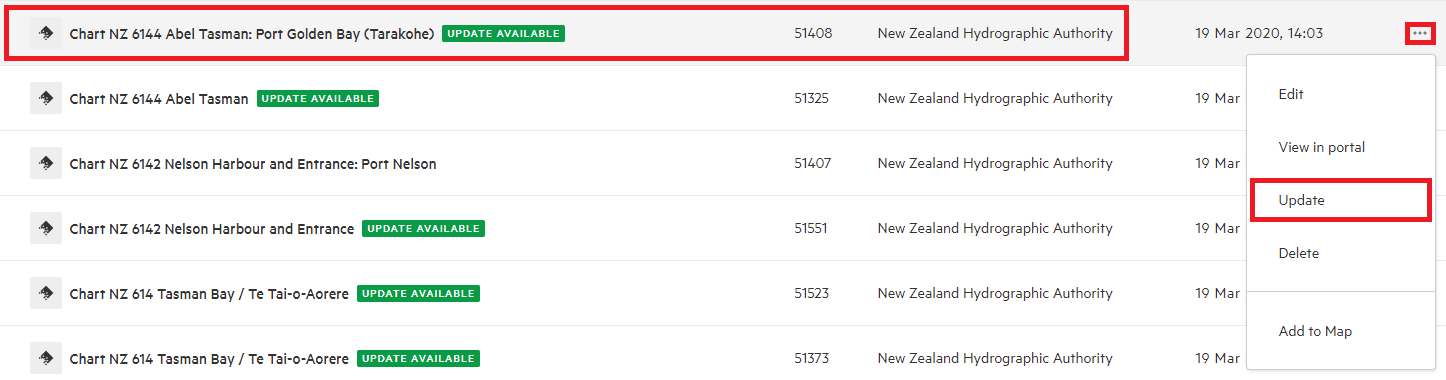 Chart NZ 6144 Abel Tasman: Port Golden Bay (Tarakohe) UPDATE AVAILABLE 51408 New Zealand Hydrographic Authority 19 Mar 2020, 14:03
Chart NZ 6144 Abel Tasman UPDATE AVAILABLE 51325 New Zealand Hydrographic Authority 19 Mar
Chart NZ 6142 Nelson Harbour and Entrance: Port Nelson 51407 New Zealand Hydrographic Authority 19 Mar
Chart NZ 6142 Nelson Harbour and Entrance UPDATE AVAILABLE 51551 New Zealand Hydrographic Authority 19 Mar
Chart NZ 614 Tasman Bay / Te Tai-o-Aorere UPDATE AVAILABLE 51523 New Zealand Hydrographic Authority 19 Mar
Chart NZ 614 Tasman Bay / Te Tai-o-Aorere UPDATE AVAILABLE 51373 New Zealand Hydrographic Authority 19 Mar
Edit
View in portal
Update
Delete
Add to Map